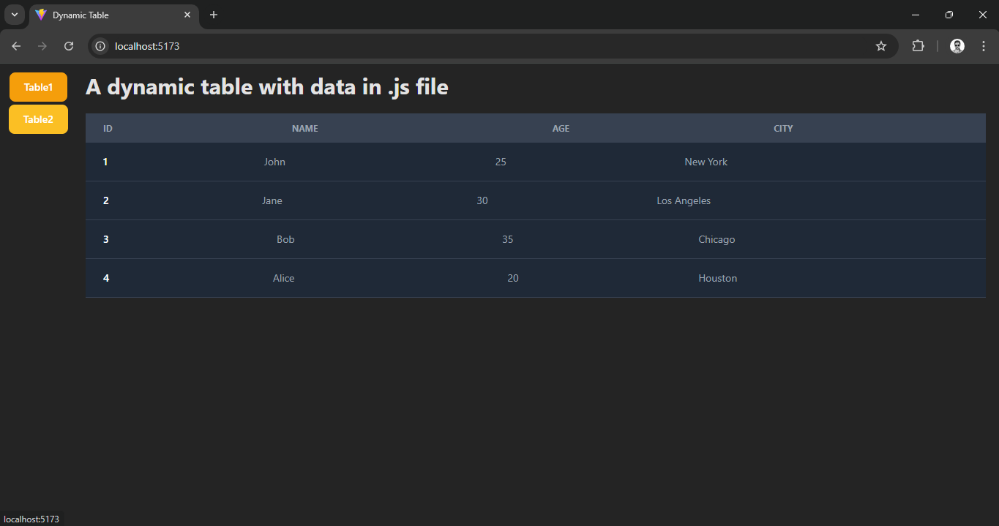 Dynamic Table
localhost:5173
Table1
Table2
A dynamic table with data in .js file
ID NAME AGE CITY
1 John 25 New York
2 Jane 30 Los Angeles
3 Bob 35 Chicago
4 Alice 20 Houston
localhost:5173